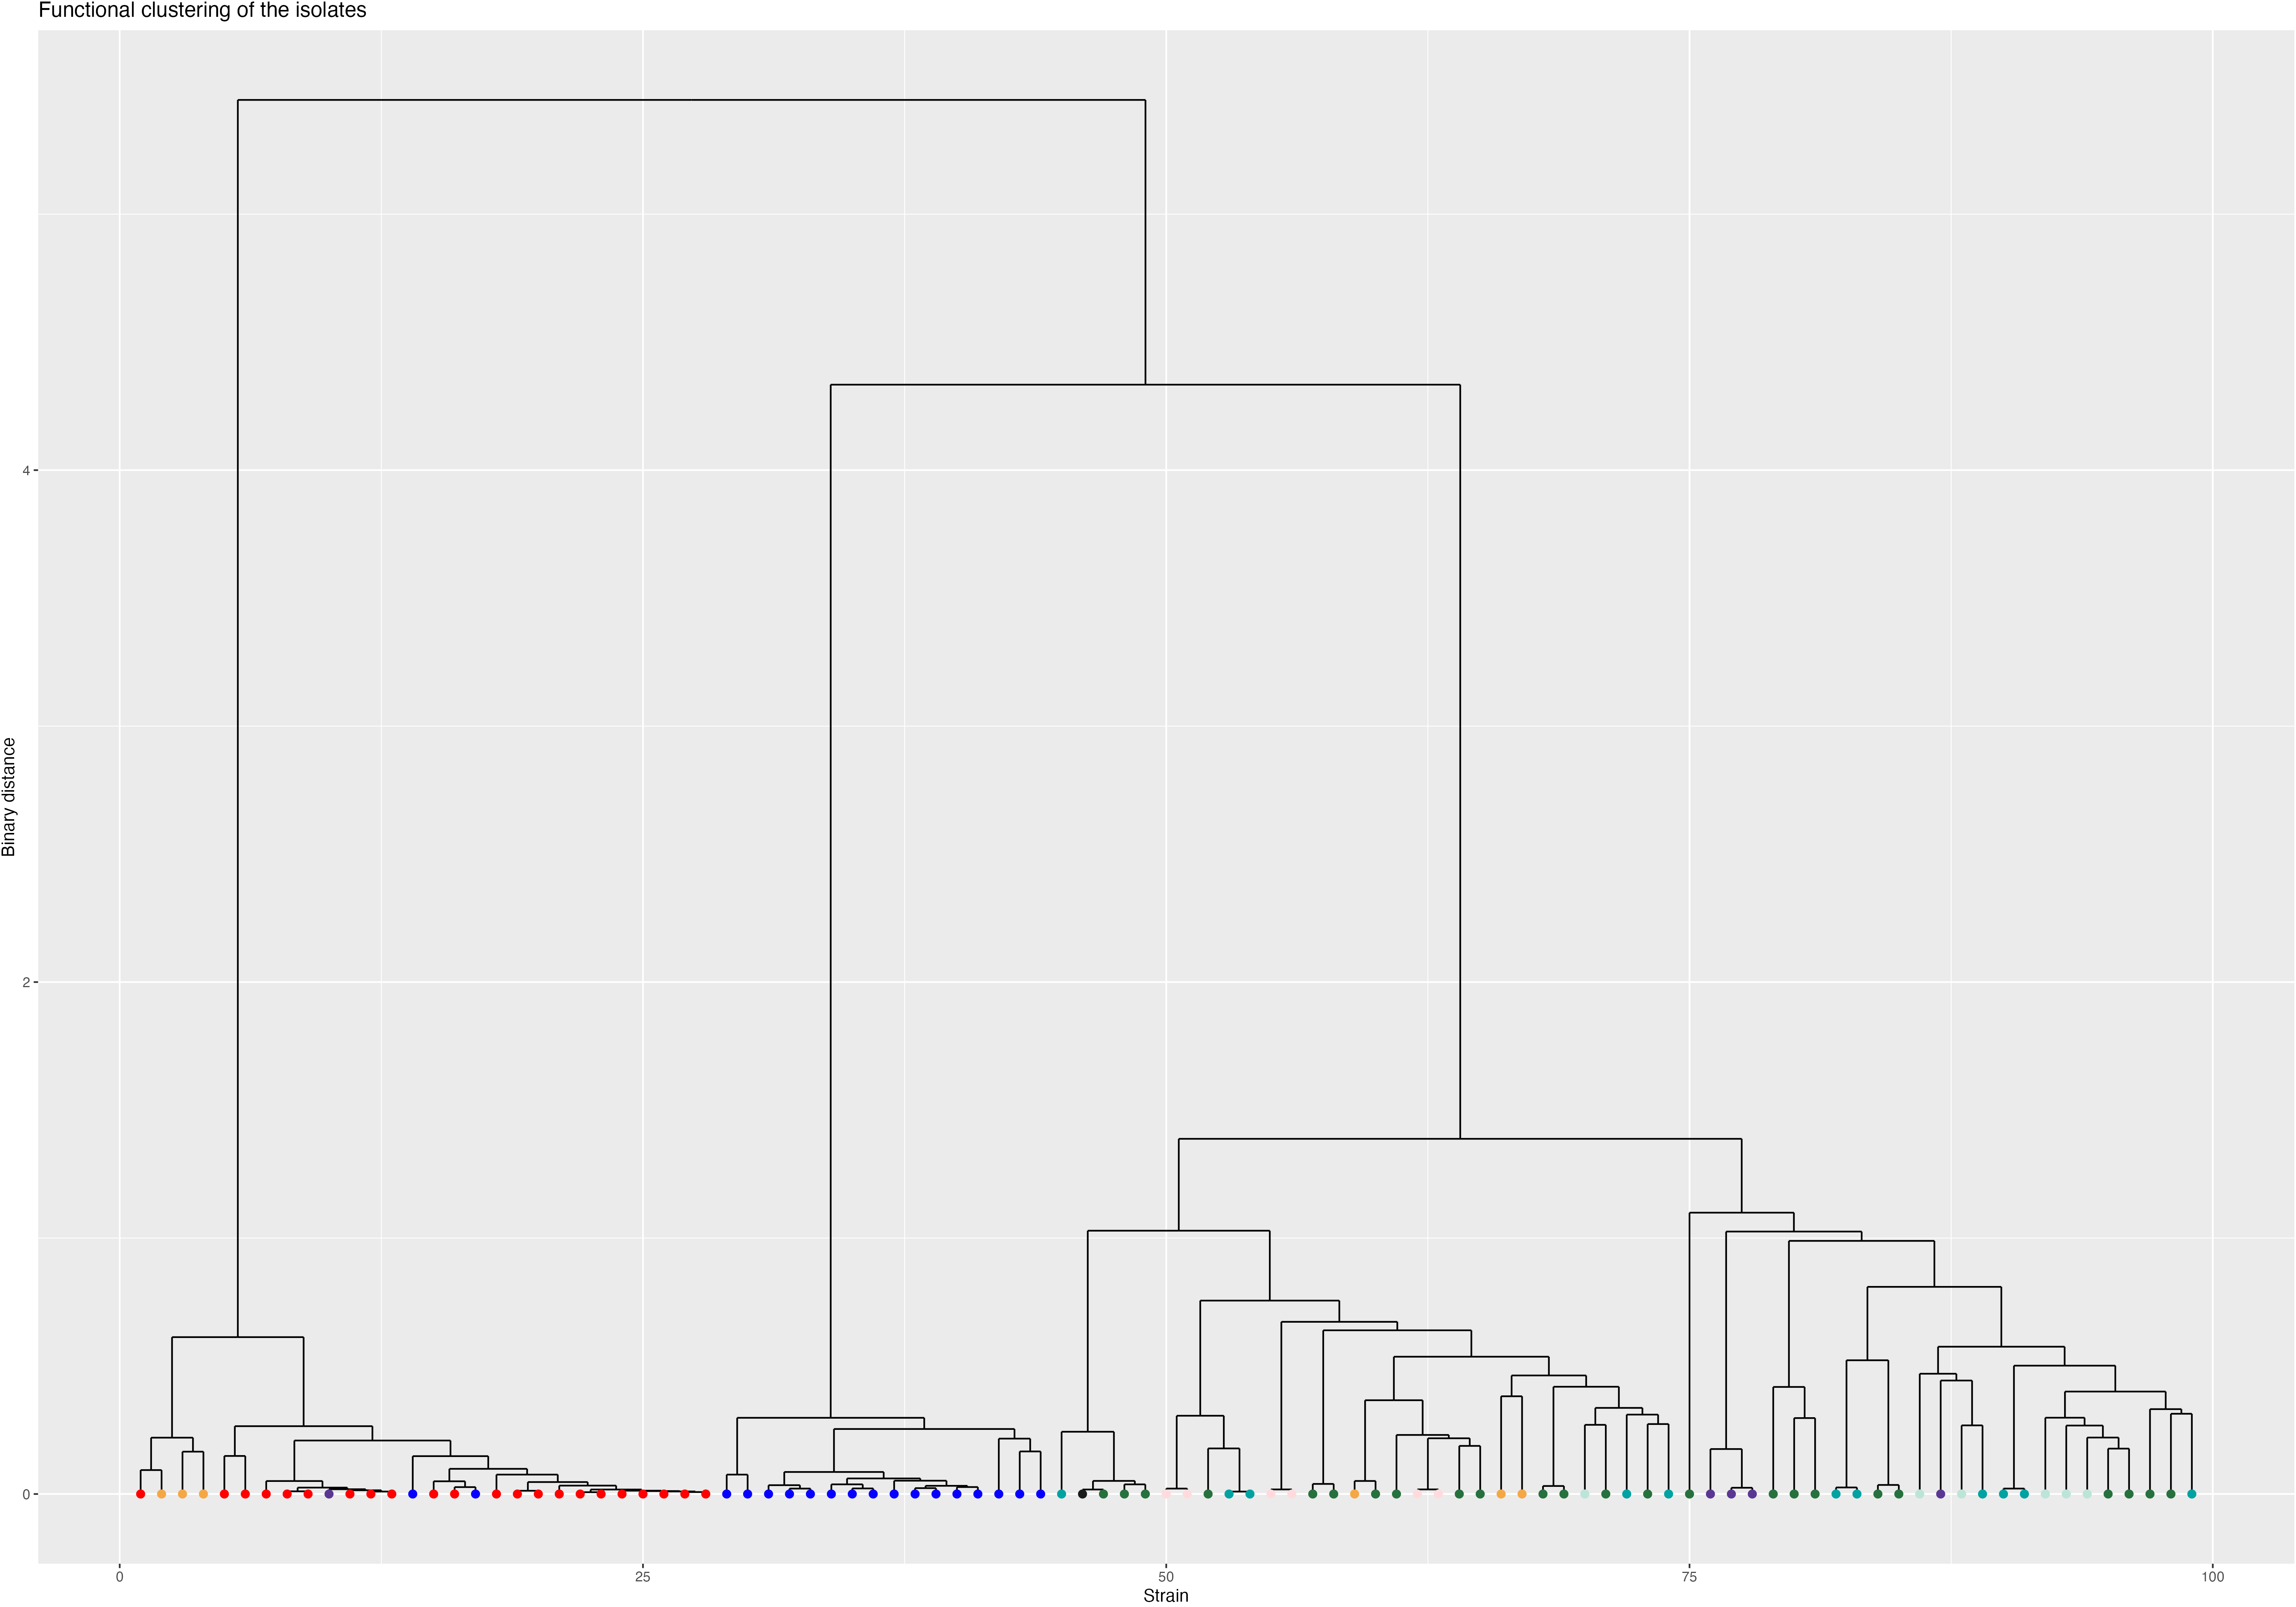 Functional clustering of the isolates
Binary distance
4
2
0
0 25 50 75 100
Strain